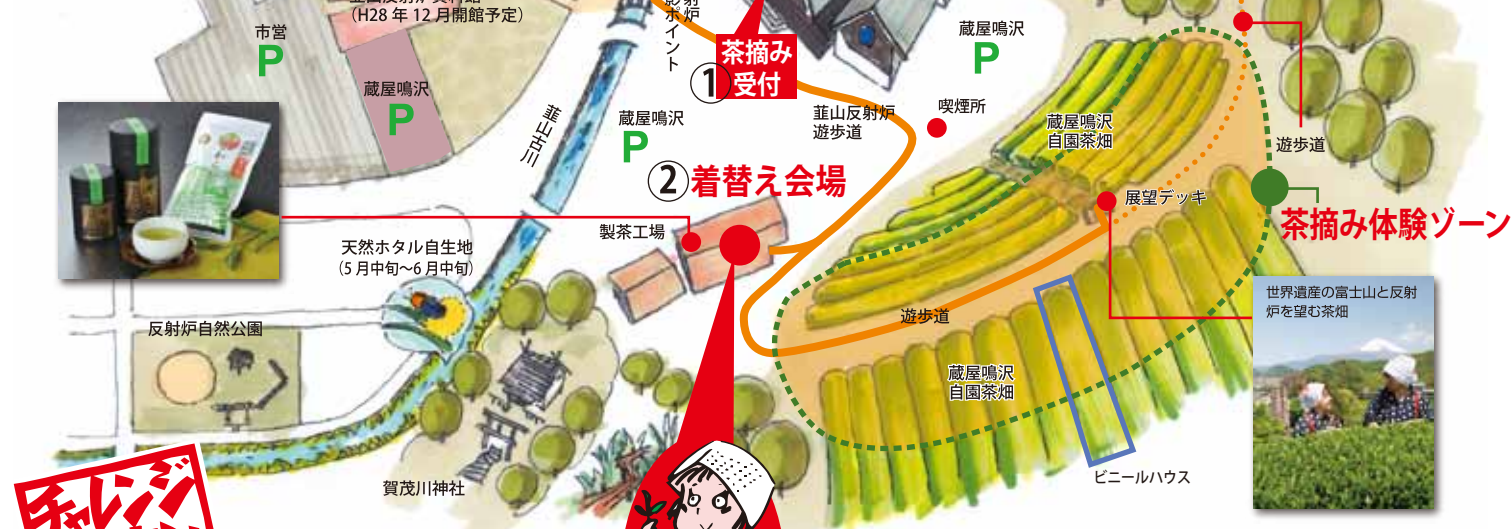 (H28年12月開館予定)
市営
P
蔵屋鳴沢
P
韮山古川
ポイント
茶摘み
①受付
蔵屋鳴沢
P
蔵屋鳴沢
P
韮山反射炉
遊歩道
喫煙所
②着替え会場
製茶工場
蔵屋鳴沢
自園茶畑
遊歩道
展望デッキ
茶摘み体験ゾーン
天然ホタル自生地
(5月中旬〜6月中旬)
反射炉自然公園
遊歩道
蔵屋鳴沢
自園茶畑
世界遺産の富士山と反射
炉を望む茶畑
ビニールハウス
賀茂川神社
チャレンジ